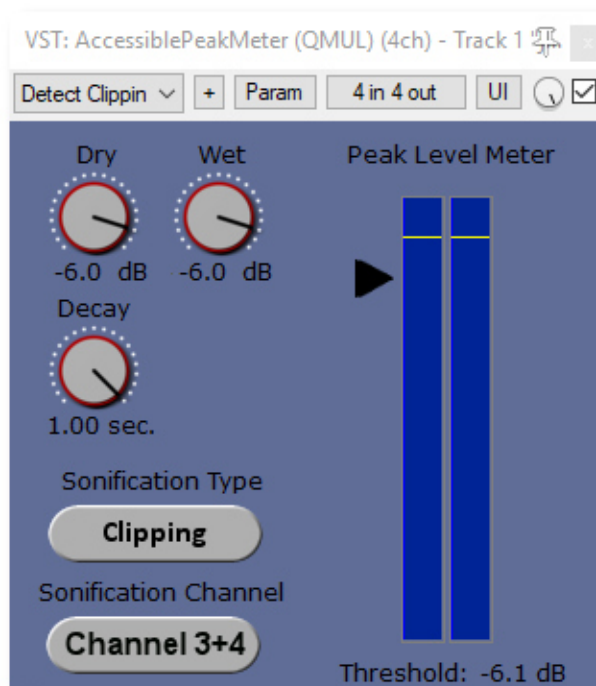 VST: AccessiblePeakMeter (QMUL) (4ch) - Track 1
Detect Clippin + Param 4 in 4 out UI
Dry Wet Peak Level Meter
-6.0 dB -6.0 dB
Decay
1.00 sec.
Sonification Type
Clipping
Sonification Channel
Channel 3+4
Threshold: -6.1 dB